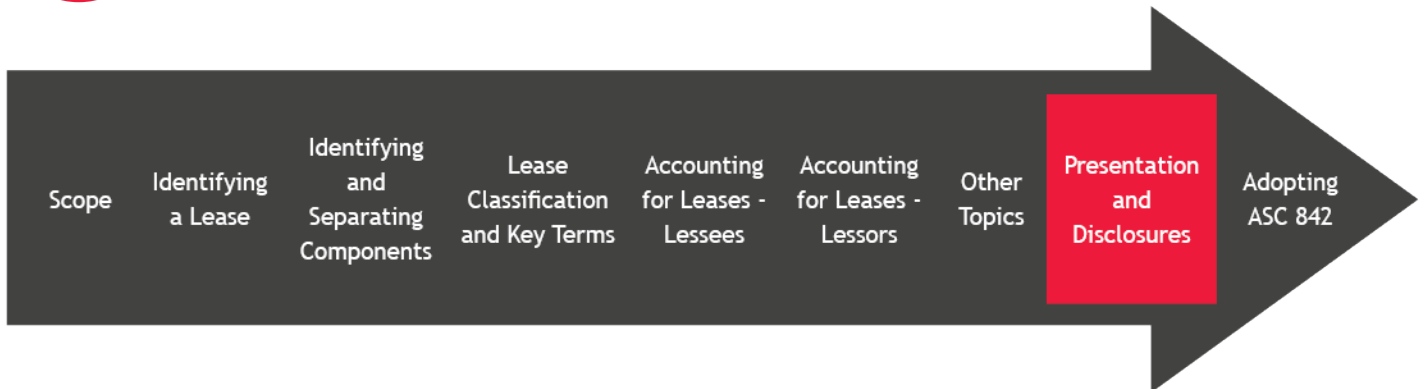 Scope
Identifying
a Lease
Identifying
and
Separating
Components
Lease
Classification
and Key Terms
Accounting
for Leases -
Lessees
Accounting
for Leases -
Lessors
Other
Topics
Presentation
and
Disclosures
Adopting
ASC 842